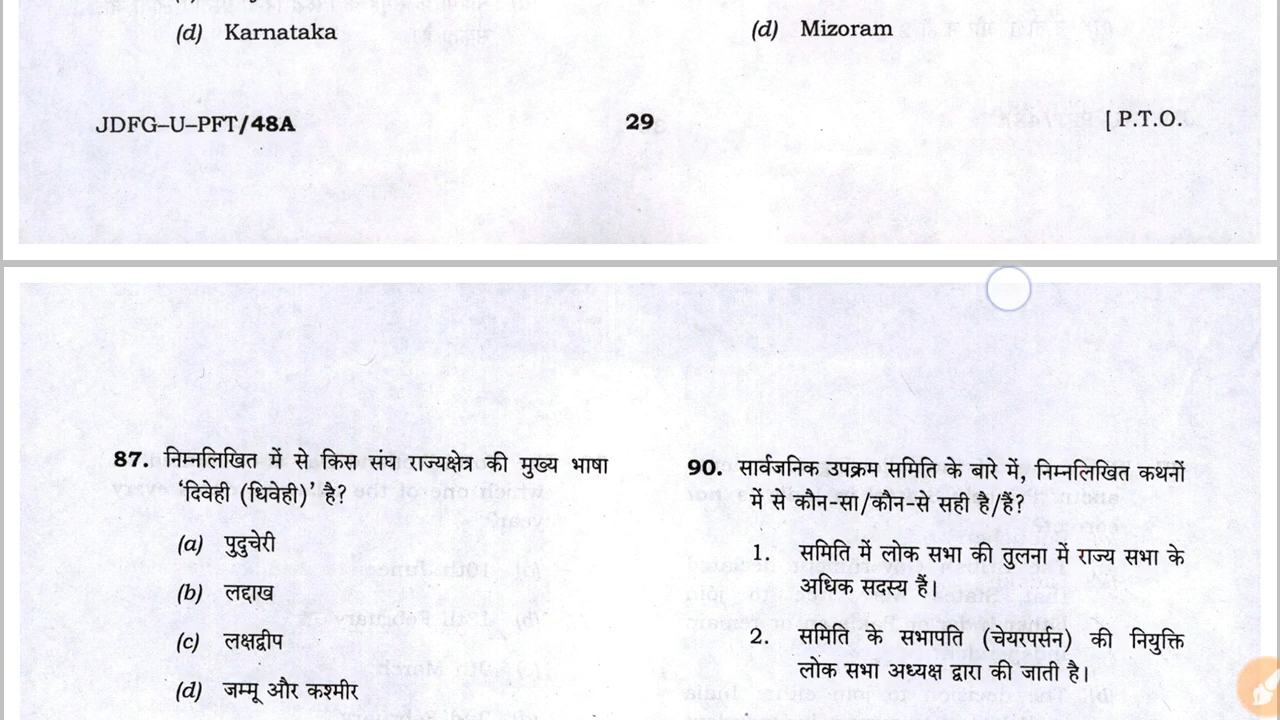 (d) Karnataka
(d) Mizoram
JDFG–U–PFT/48A
29
[ P.T.O.
87. निम्नलिखित में से किस संघ राज्यक्षेत्र की मुख्य भाषा
‘दिवेही (धिवेही)’ है?
(a) पुदुचेरी
(b) लद्दाख
(c) लक्षद्वीप
(d) जम्मू और कश्मीर
90. सार्वजनिक उपक्रम समिति के बारे में, निम्नलिखित कथनों
में से कौन-सा/कौन-से सही है/हैं?
1. समिति में लोक सभा की तुलना में राज्य सभा के
अधिक सदस्य हैं।
2. समिति के सभापति (चेयरपर्सन) की नियुक्ति
लोक सभा अध्यक्ष द्वारा की जाती है।